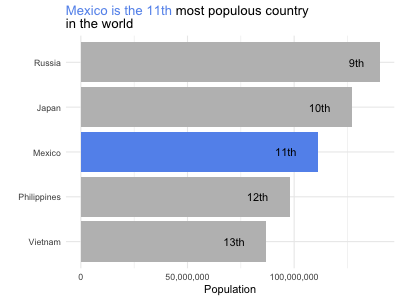 Mexico is the 11th most populous country
in the world
Russia
9th
Japan
10th
Mexico
11th
Philippines
12th
Vietnam
13th
0
50,000,000
100,000,000
Population